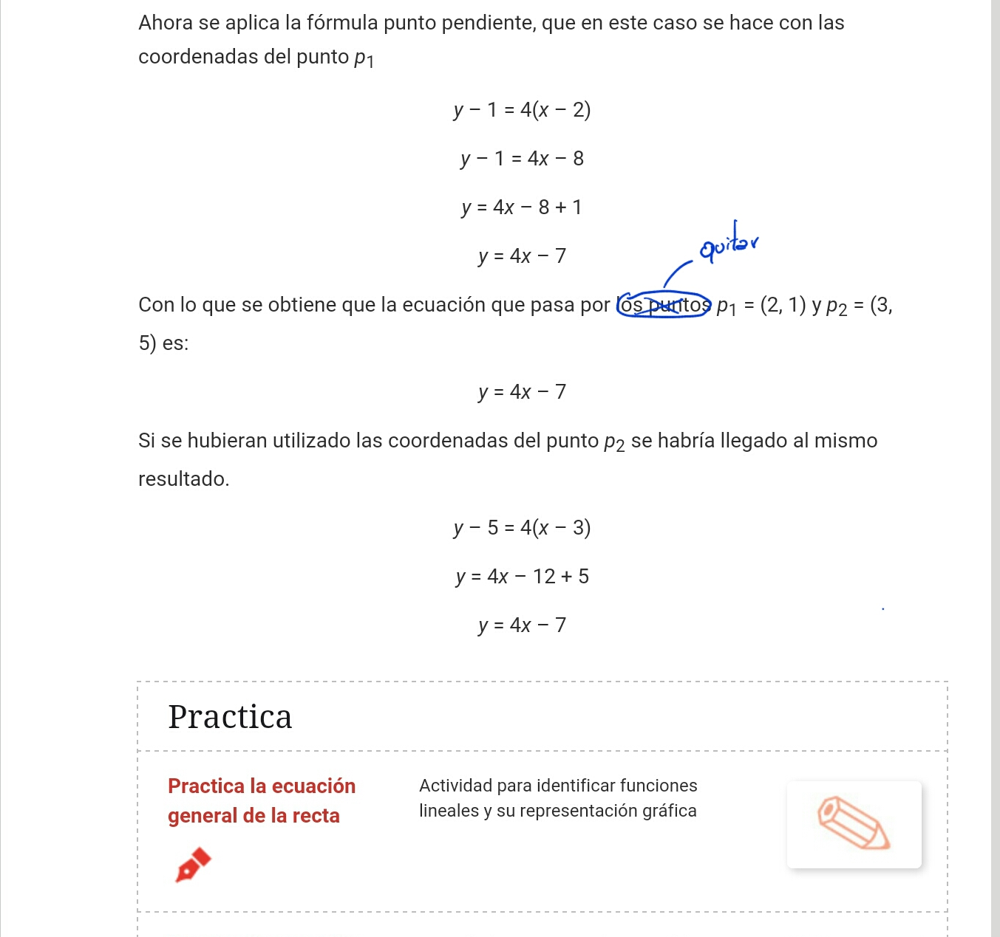 Ahora se aplica la fórmula punto pendiente, que en este caso se hace con las
coordenadas del punto p1
y − 1 = 4(x − 2)
y − 1 = 4x − 8
y = 4x − 8 + 1
quitar
y = 4x − 7
Con lo que se obtiene que la ecuación que pasa por los puntos p1 = (2, 1) y p2 = (3,
5) es:
y = 4x − 7
Si se hubieran utilizado las coordenadas del punto p2 se habría llegado al mismo
resultado.
y − 5 = 4(x − 3)
y = 4x − 12 + 5
y = 4x − 7
Practica
Practica la ecuación
general de la recta
Actividad para identificar funciones
lineales y su representación gráfica